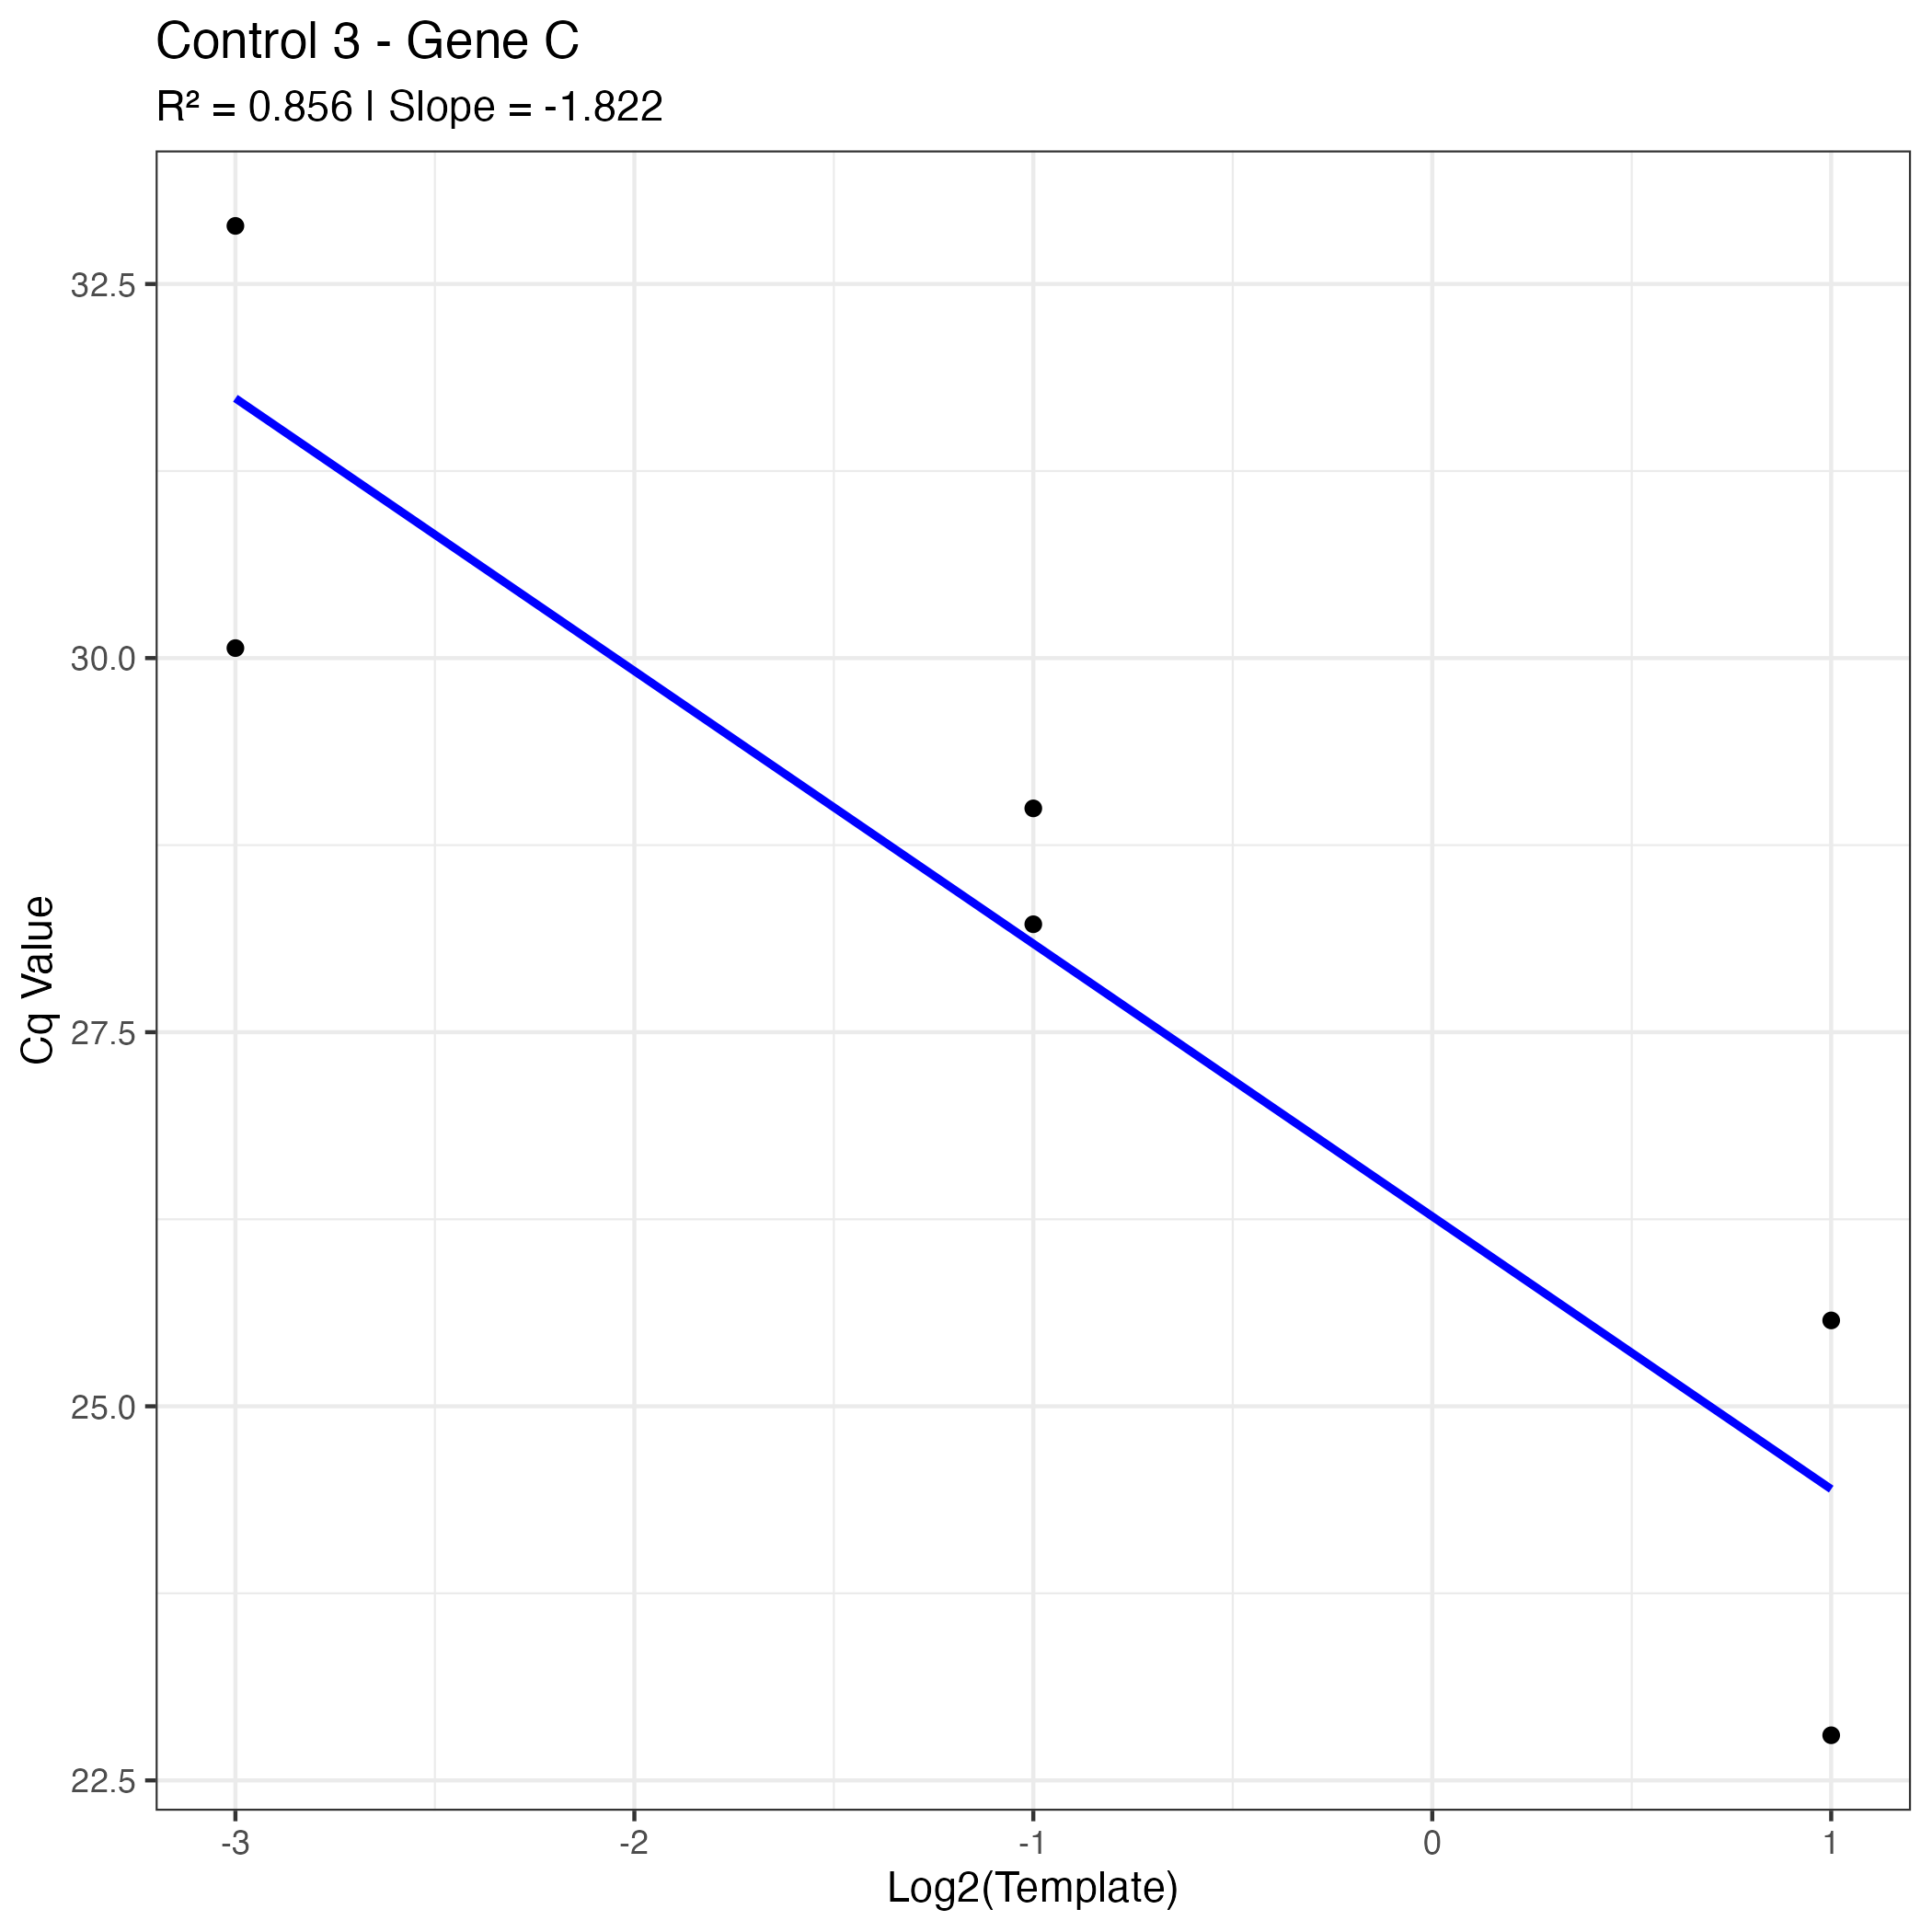 Control 3 - Gene C
R² = 0.856 | Slope = -1.822
32.5
30.0
27.5
25.0
22.5
Cq Value
-3 -2 -1 0 1
Log2(Template)